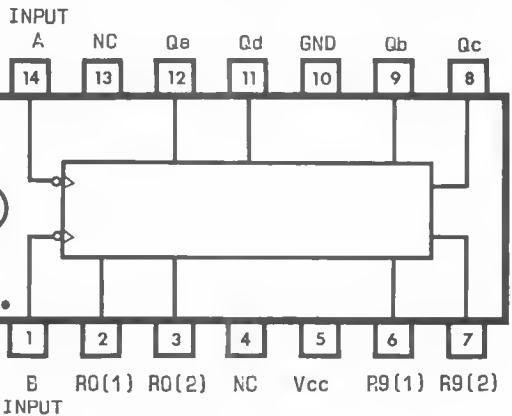 INPUT
A NC Qa Qd GND Qb Qc
14 13 12 11 10 9 8
1 2 3 4 5 6 7
B R0(1) R0(2) NC Vcc R9(1) R9(2)
INPUT